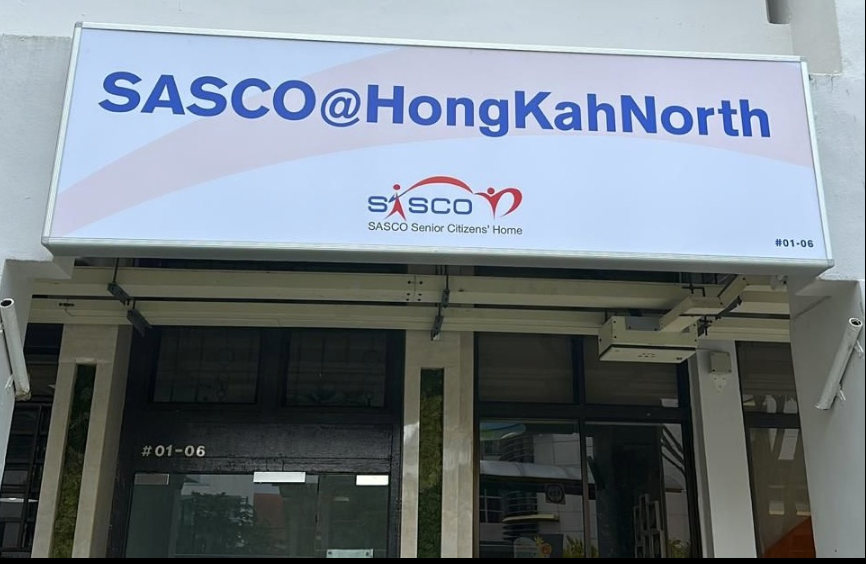 SASCO@HongKahNorth
SASCO
SASCO Senior Citizens' Home
#01-06
#01-06